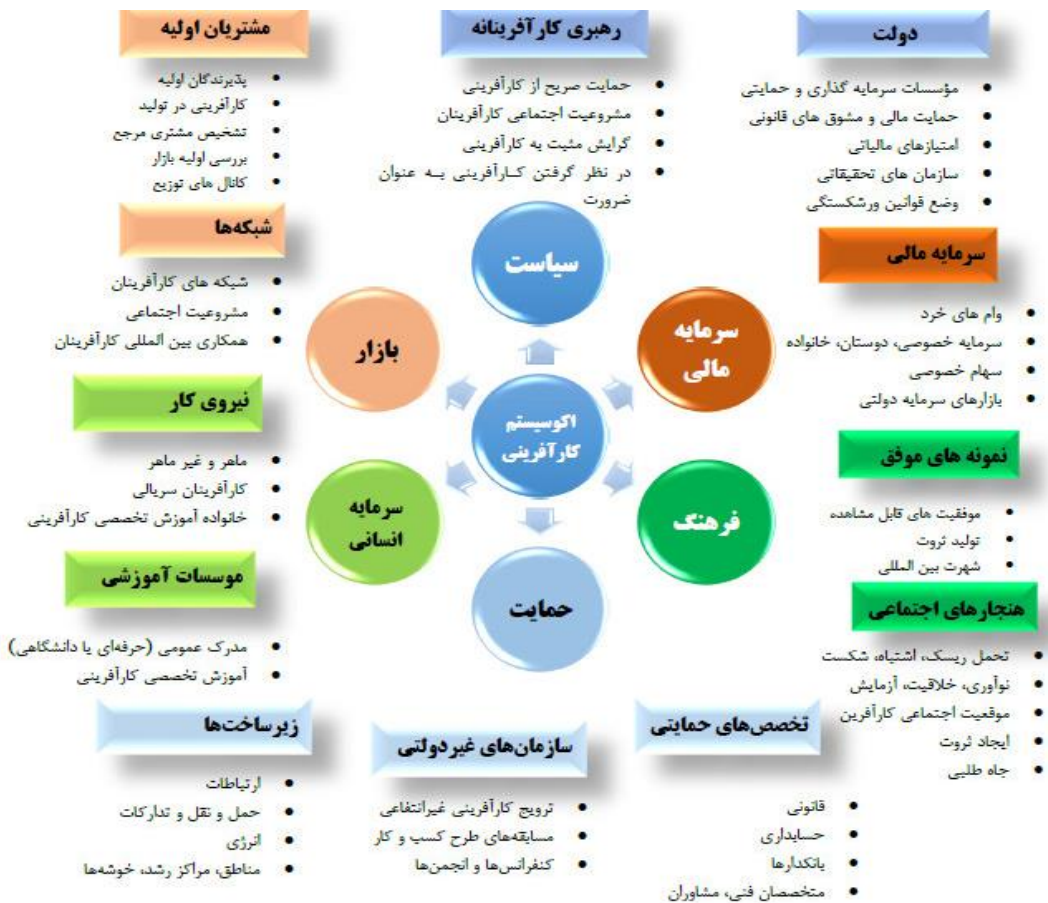 دولت
مؤسسات سرمایه گذاری و حمایتی
حمایت مالی و مشوق های قانونی
امتیازهای مالیاتی
سازمان های تحقیقاتی
وضع قوانین ورشکستگی
رهبری کارآفرینانه
حمایت صریح از کارآفرینی
مشروعیت اجتماعی کارآفرینان
گرایش مثبت به کارآفرینی
در نظر گرفتن کـارآفرینی بـه عنوان
ضرورت
مشتریان اولیه
پذیرندگان اولیه
کارآفرینی در تولید
تشخیص مشتری مرجع
بررسی اولیه بازار
کانال های توزیع
شبکه‌ها
شبکه های کارآفرینان
مشروعیت اجتماعی
همکاری بین المللی کارآفرینان
سرمایه مالی
وام های خرد
سرمایه خصوصی، دوستان، خانواده
سهام خصوصی
بازارهای سرمایه دولتی
سیاست
سرمایه
مالی
بازار
اکوسیستم
کارآفرینی
فرهنگ
سرمایه
انسانی
حمایت
نیروی کار
ماهر و غیر ماهر
کارآفرینان سریالی
خانواده آموزش تخصصی کارآفرینی
نمونه های موفق
موفقیت های قابل مشاهده
تولید ثروت
شهرت بین المللی
موسسات آموزشی
مدرک عمومی (حرفه‌ای یا دانشگاهی)
آموزش تخصصی کارآفرینی
هنجارهای اجتماعی
تحمل ریسک، اشتباه، شکست
نوآوری، خلاقیت، آزمایش
موقعیت اجتماعی کارآفرین
ایجاد ثروت
جاه طلبی
تخصص‌های حمایتی
قانونی
حسابداری
بانکدارها
متخصصان فنی، مشاوران
سازمان‌های غیردولتی
ترویج کارآفرینی غیرانتفاعی
مسابقه‌های طرح کسب و کار
کنفرانس‌ها و انجمن‌ها
زیرساخت‌ها
ارتباطات
حمل و نقل و تدارکات
انرژی
مناطق، مراکز رشد، خوشه‌ها